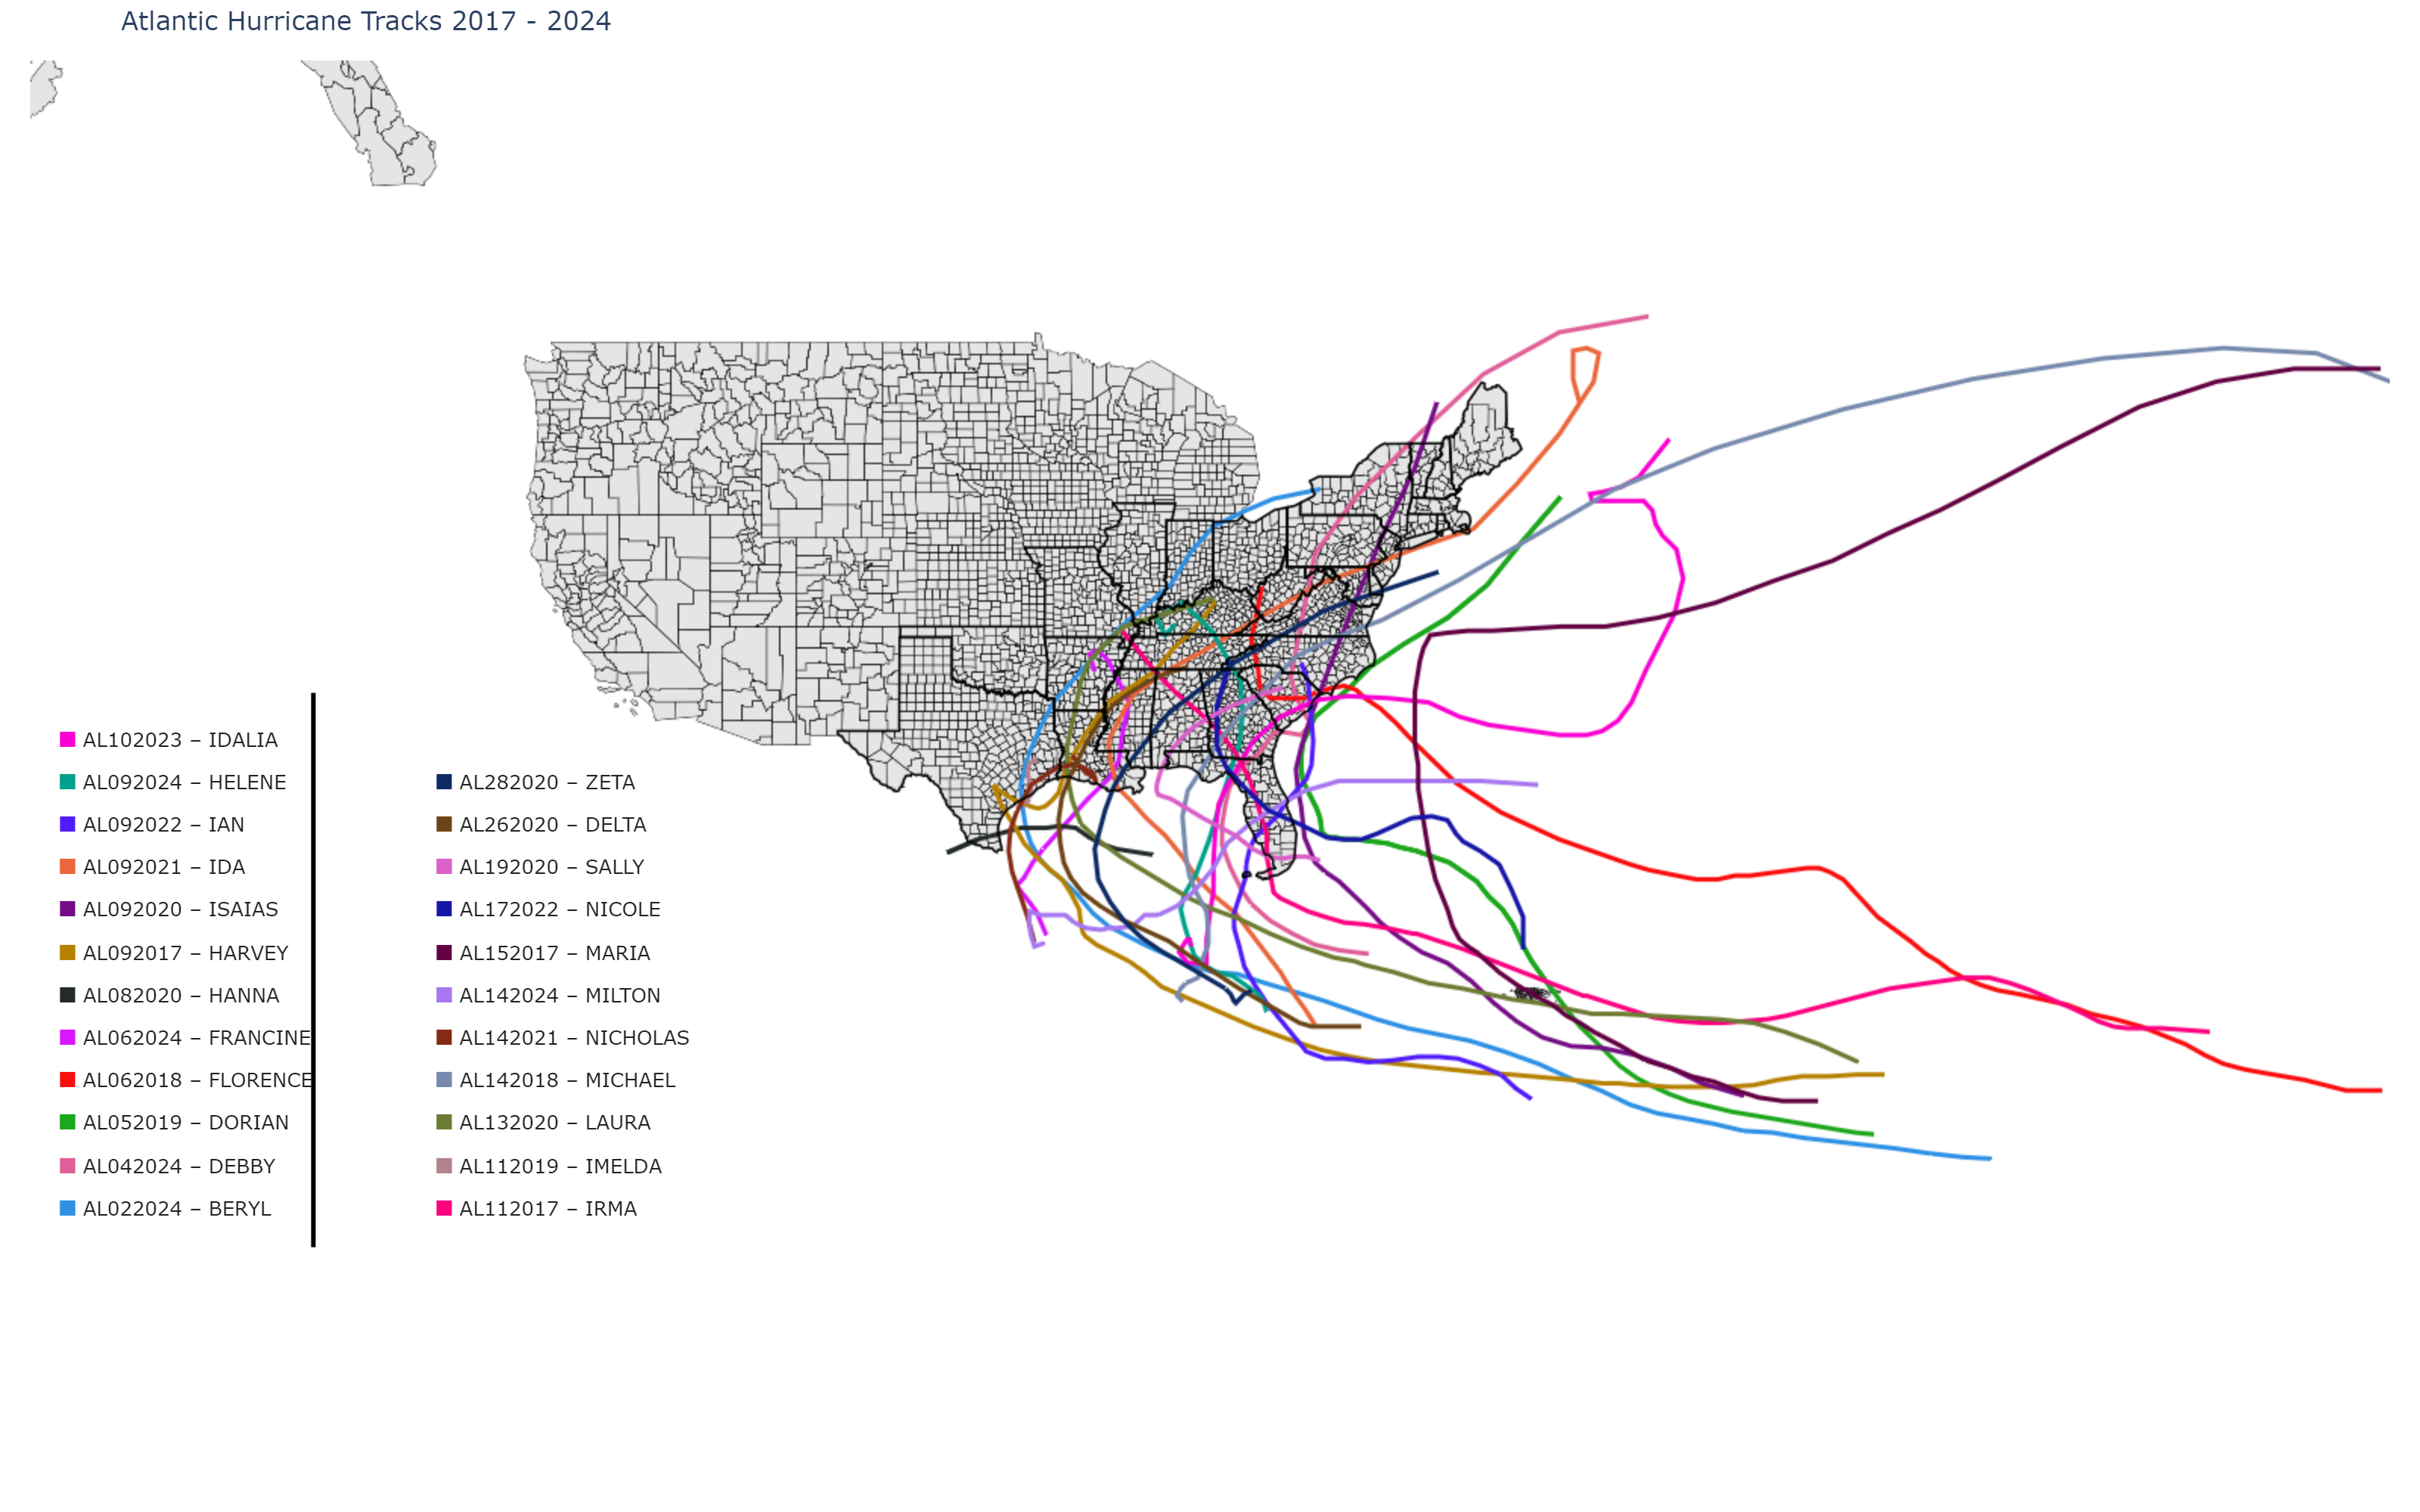 Atlantic Hurricane Tracks 2017 - 2024
AL102023 – IDALIA
AL092024 – HELENE
AL092022 – IAN
AL092021 – IDA
AL092020 – ISAIAS
AL092017 – HARVEY
AL082020 – HANNA
AL062024 – FRANCINE
AL062018 – FLORENCE
AL052019 – DORIAN
AL042024 – DEBBY
AL022024 – BERYL
AL282020 – ZETA
AL262020 – DELTA
AL192020 – SALLY
AL172022 – NICOLE
AL152017 – MARIA
AL142024 – MILTON
AL142021 – NICHOLAS
AL142018 – MICHAEL
AL132020 – LAURA
AL112019 – IMELDA
AL112017 – IRMA